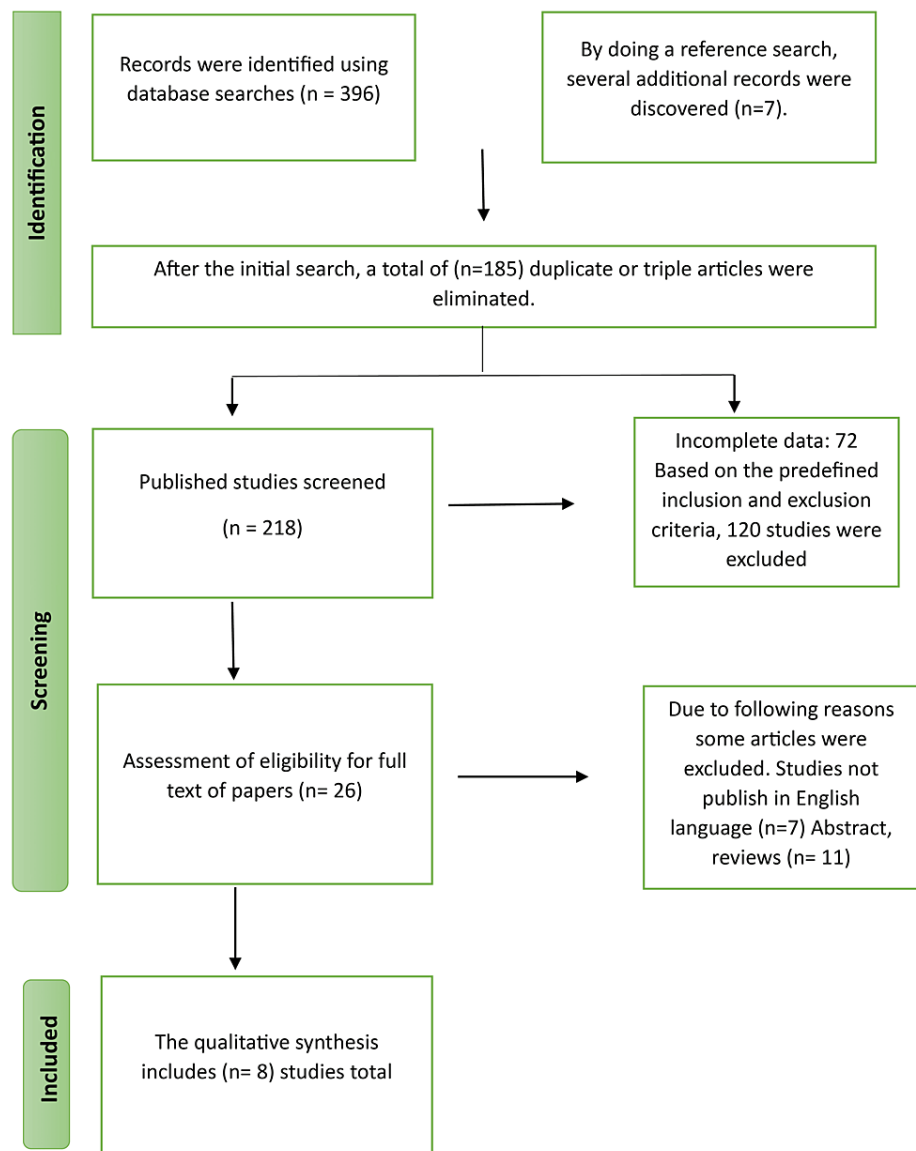 Identification
Records were identified using
database searches (n = 396)
By doing a reference search,
several additional records were
discovered (n=7).
After the initial search, a total of (n=185) duplicate or triple articles were
eliminated.
Screening
Published studies screened
(n = 218)
Incomplete data: 72
Based on the predefined
inclusion and exclusion
criteria, 120 studies were
excluded
Assessment of eligibility for full
text of papers (n= 26)
Due to following reasons
some articles were
excluded. Studies not
publish in English
language (n=7) Abstract,
reviews (n= 11)
Included
The qualitative synthesis
includes (n= 8) studies total